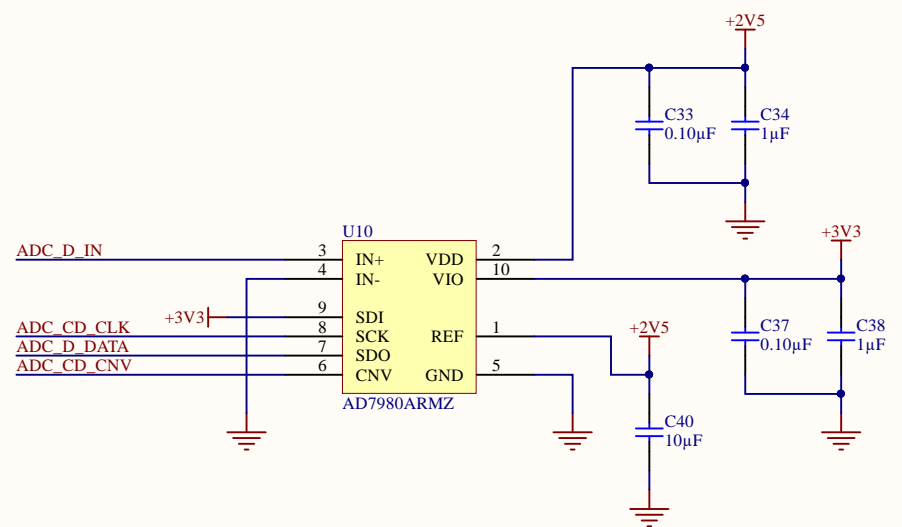 +2V5
C33
0.10µF
C34
1µF
U10
+3V3
ADC_D_IN
3
IN+
VDD
2
4
IN-
VIO
10
+3V3
9
SDI
+2V5
ADC_CD_CLK
8
SCK
REF
1
C37
0.10µF
C38
1µF
ADC_D_DATA
7
SDO
ADC_CD_CNV
6
CNV
GND
5
AD7980ARMZ
C40
10µF